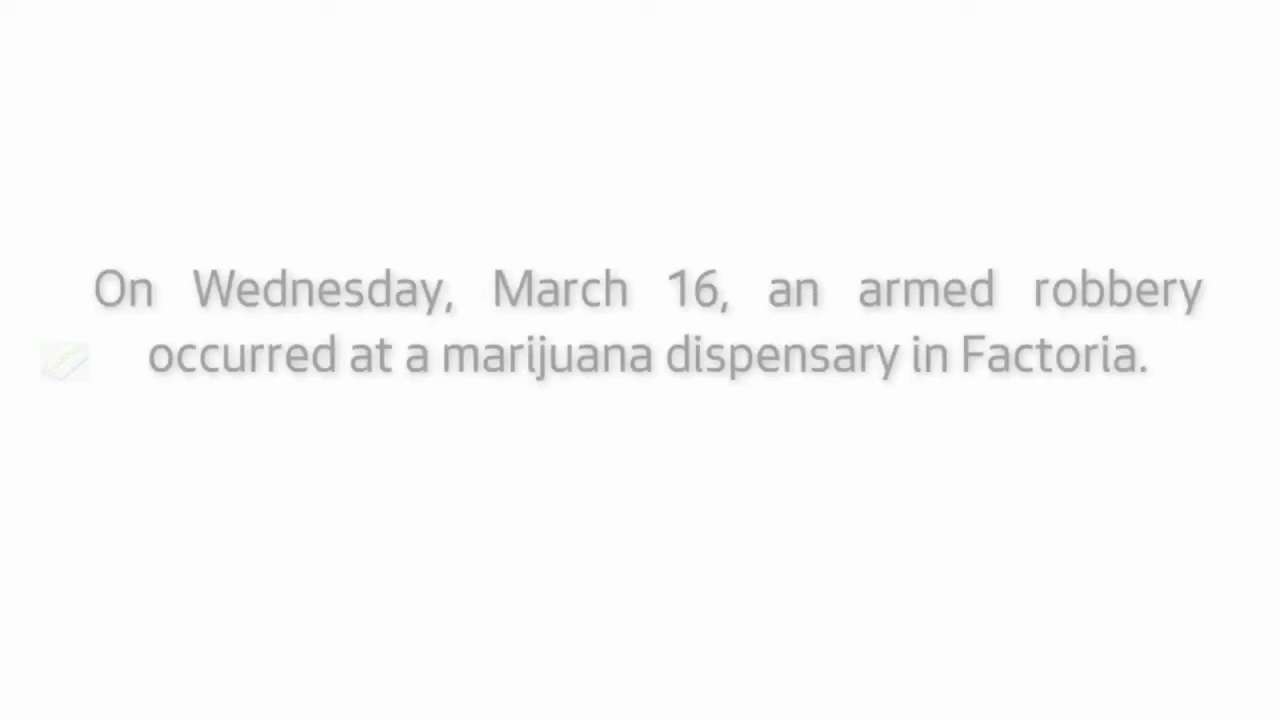 On Wednesday, March 16, an armed robbery
occurred at a marijuana dispensary in Factoria.